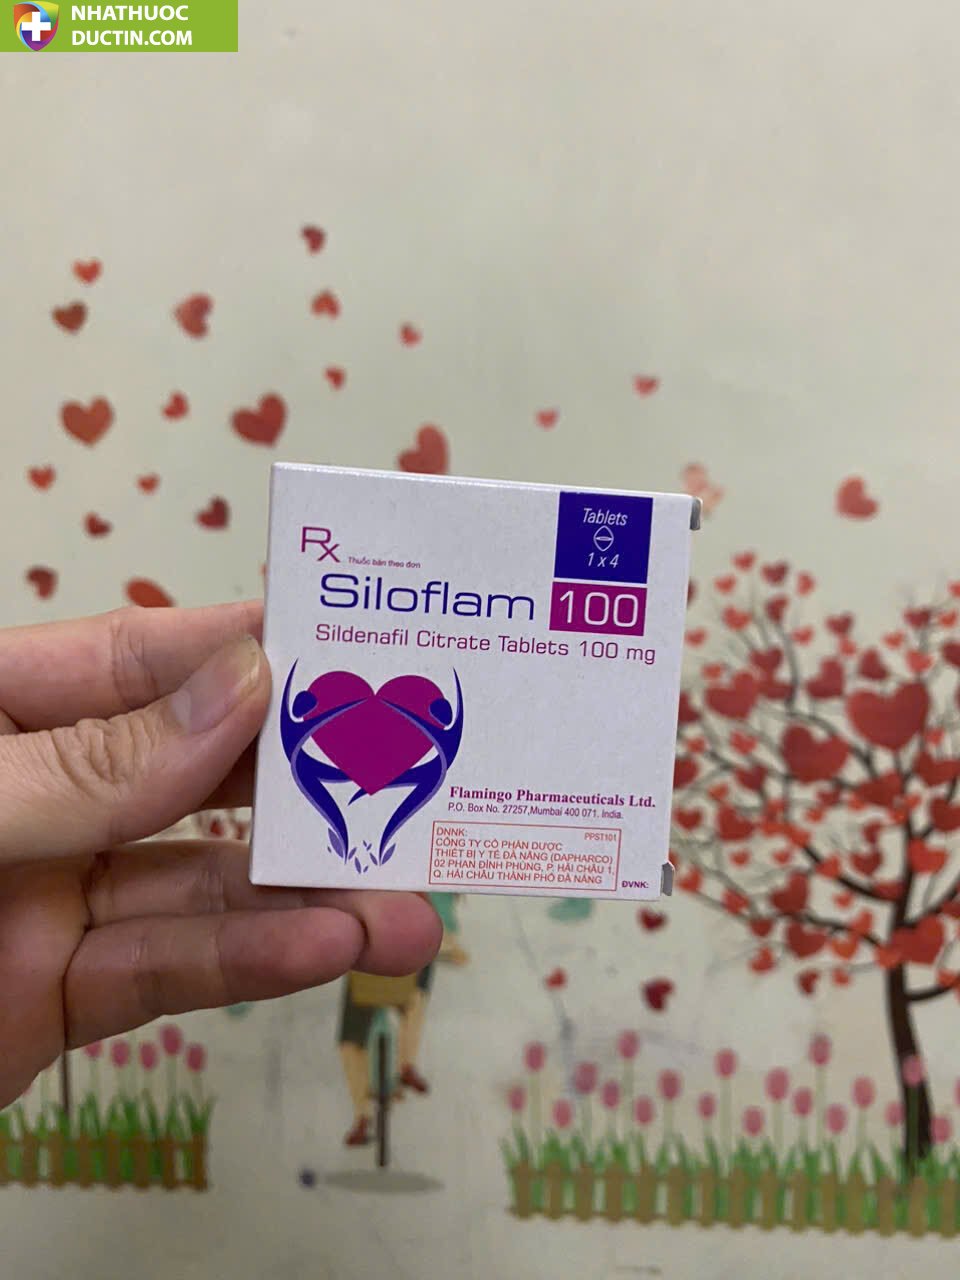 NHATHUOC
DUCTIN.COM
Tablets
1 x 4
Rx Thuốc bán theo đơn
Siloflam 100
Sildenafil Citrate Tablets 100 mg
Flamingo Pharmaceuticals Ltd.
P.O. Box No. 27257,Mumbai 400 071. India.
DNNK: PPST101
CÔNG TY CỔ PHẦN DƯỢC
THIẾT BỊ Y TẾ ĐÀ NẴNG (DAPHARCO)
02 PHAN ĐÌNH PHÙNG, P. HẢI CHÂU 1,
Q. HẢI CHÂU THÀNH PHỐ ĐÀ NẴNG
ĐVNK: